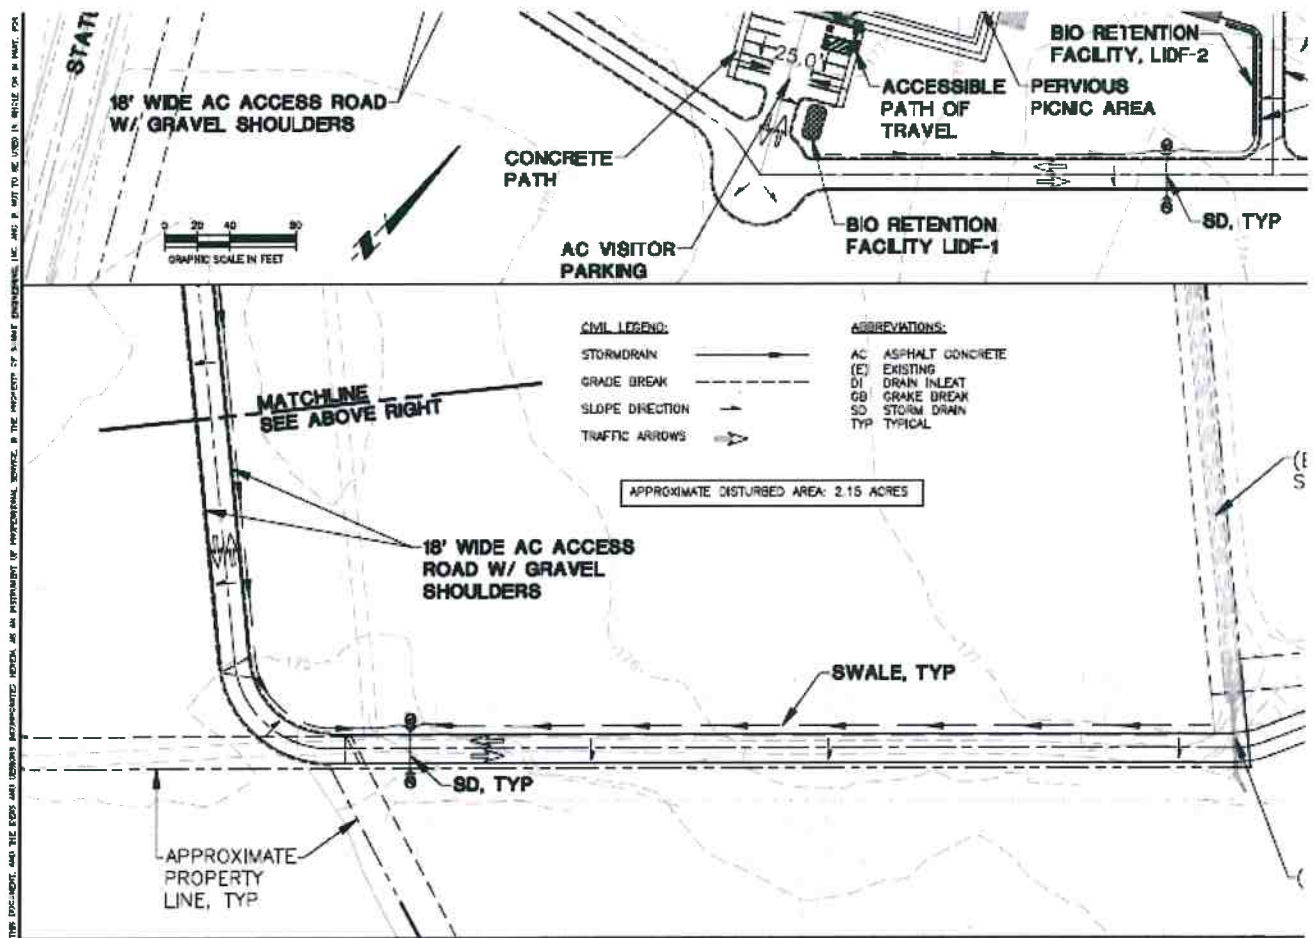 STAT
18' WIDE AC ACCESS ROAD
W/ GRAVEL SHOULDERS
0 20 40 80
GRAPHIC SCALE IN FEET
CONCRETE
PATH
25.0'
AC VISITOR
PARKING
ACCESSIBLE
PATH OF
TRAVEL
PERVIOUS
PICNIC AREA
BIO RETENTION
FACILITY, LIDF-2
BIO RETENTION
FACILITY LIDF-1
SD, TYP
MATCHLINE
SEE ABOVE RIGHT
CIVIL LEGEND:
STORMDRAIN
GRADE BREAK
SLOPE DIRECTION
TRAFFIC ARROWS
ABBREVIATIONS:
AC ASPHALT CONCRETE
(E) EXISTING
DI DRAIN INLEAT
GB GRAKE BREAK
SD STORM DRAIN
TYP TYPICAL
APPROXIMATE DISTURBED AREA: 2.15 ACRES
(E
S
18' WIDE AC ACCESS
ROAD W/ GRAVEL
SHOULDERS
175
176
177
SWALE, TYP
SD, TYP
APPROXIMATE
PROPERTY
LINE, TYP
(